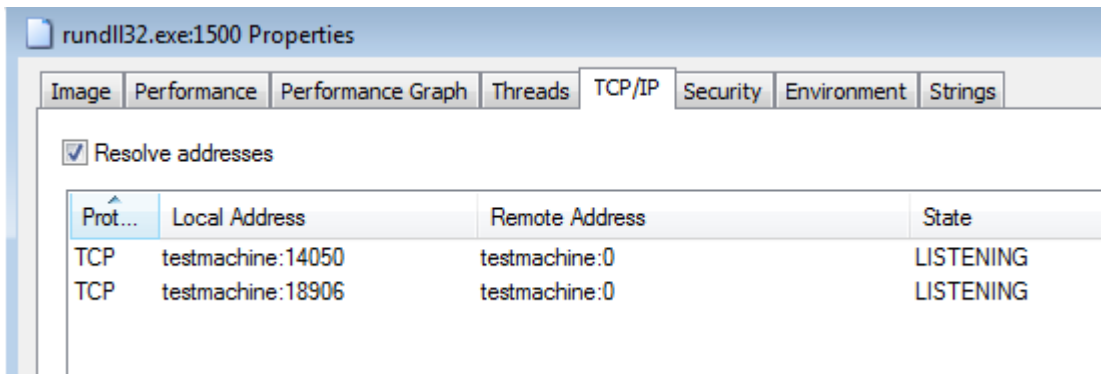 rundll32.exe:1500 Properties
Image Performance Performance Graph Threads TCP/IP Security Environment Strings
Resolve addresses
Prot... Local Address Remote Address State
TCP testmachine:14050 testmachine:0 LISTENING
TCP testmachine:18906 testmachine:0 LISTENING